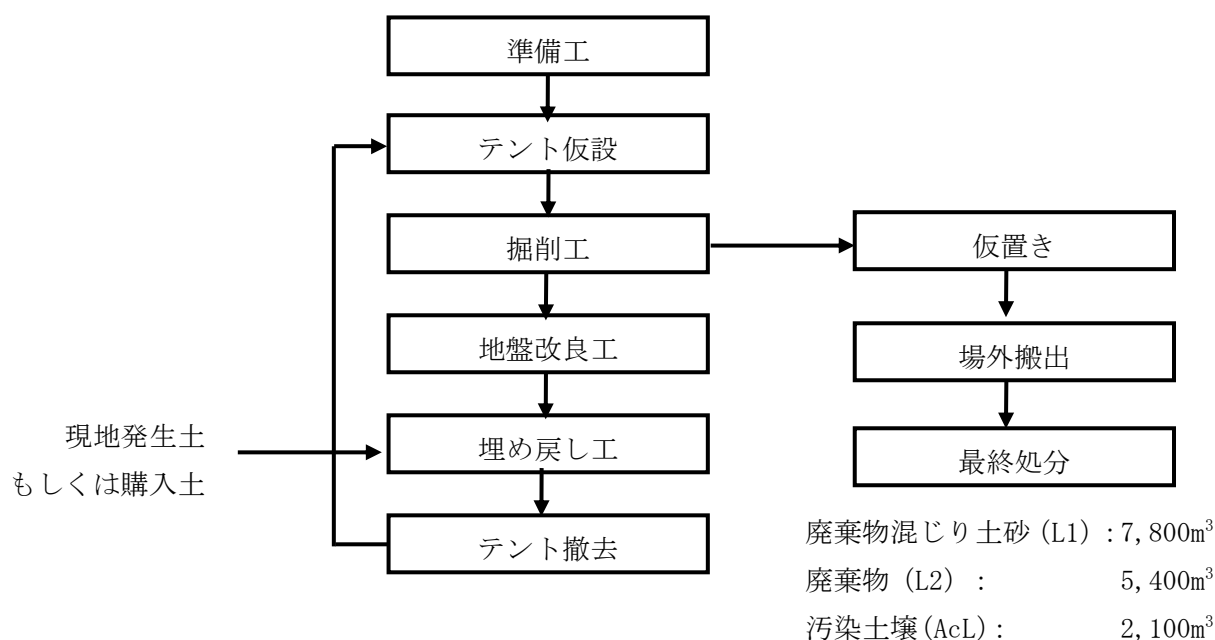 準備工
テント仮設
掘削工
仮置き
地盤改良工
場外搬出
現地発生土
もしくは購入土
埋め戻し工
最終処分
テント撤去
廃棄物混じり土砂(L1):7,800m³
廃棄物(L2): 5,400m³
汚染土壌(AcL): 2,100m³